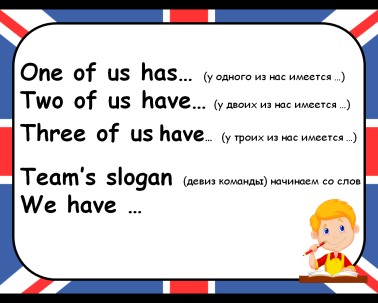 One of us has... (у одного из нас имеется ...)
Two of us have... (у двоих из нас имеется ...)
Three of us have... (у троих из нас имеется ...)
Team's slogan (девиз команды) начинаем со слов
We have ...